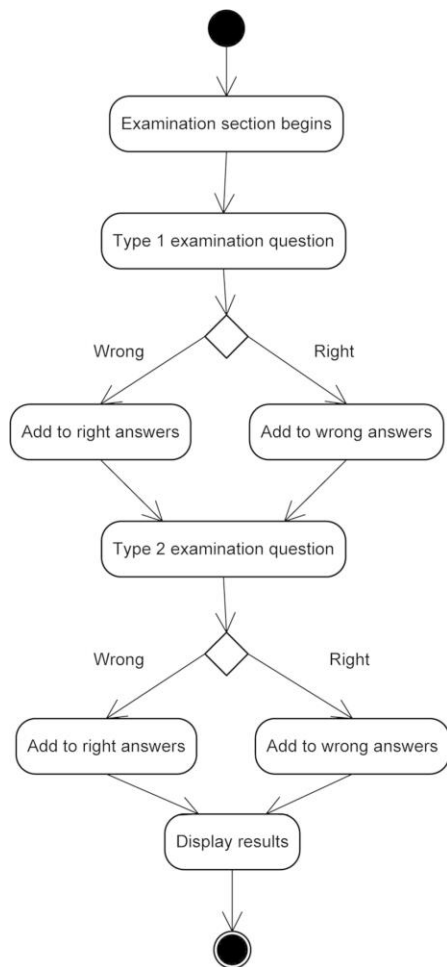 Examination section begins
Type 1 examination question
Wrong
Right
Add to right answers
Add to wrong answers
Type 2 examination question
Wrong
Right
Add to right answers
Add to wrong answers
Display results